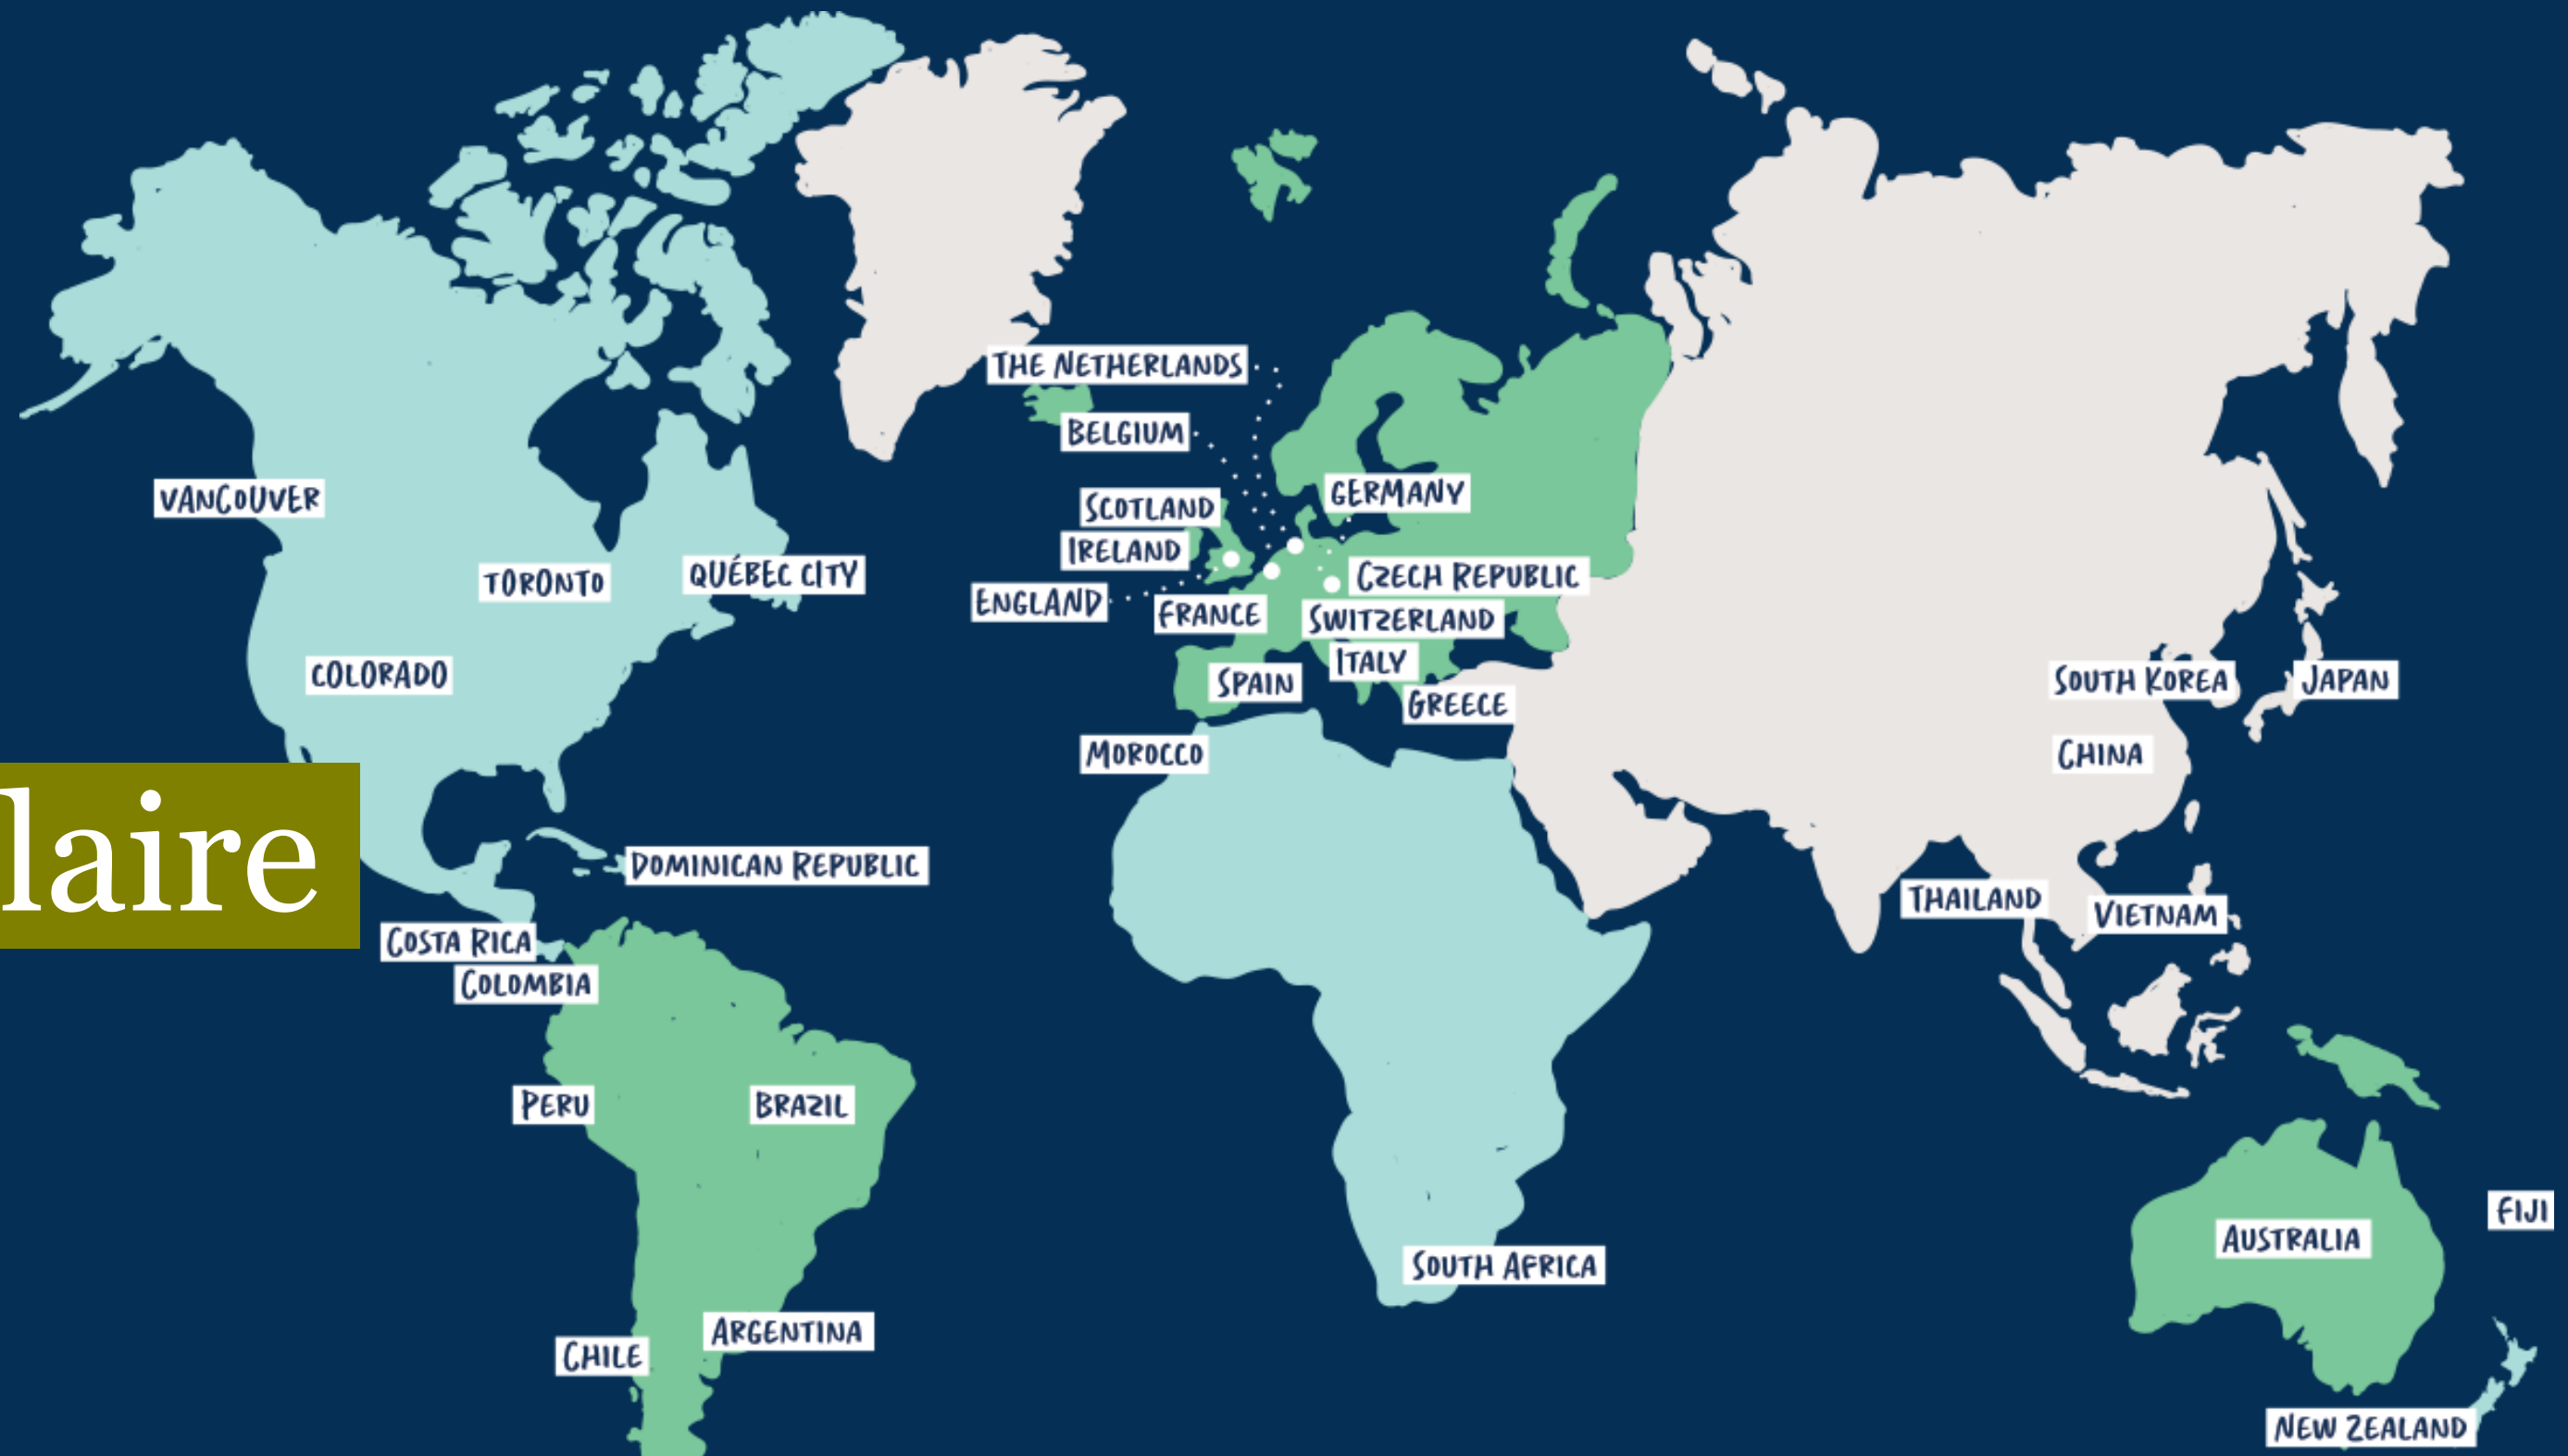 THE NETHERLANDS
BELGIUM
VANCOUVER
GERMANY
SCOTLAND
IRELAND
TORONTO
QUÉBEC CITY
CZECH REPUBLIC
ENGLAND
FRANCE
SWITZERLAND
COLORADO
ITALY
SPAIN
GREECE
SOUTH KOREA
JAPAN
MOROCCO
CHINA
laire
DOMINICAN REPUBLIC
THAILAND
VIETNAM
COSTA RICA
COLOMBIA
PERU
BRAZIL
FIJI
AUSTRALIA
SOUTH AFRICA
ARGENTINA
CHILE
NEW ZEALAND